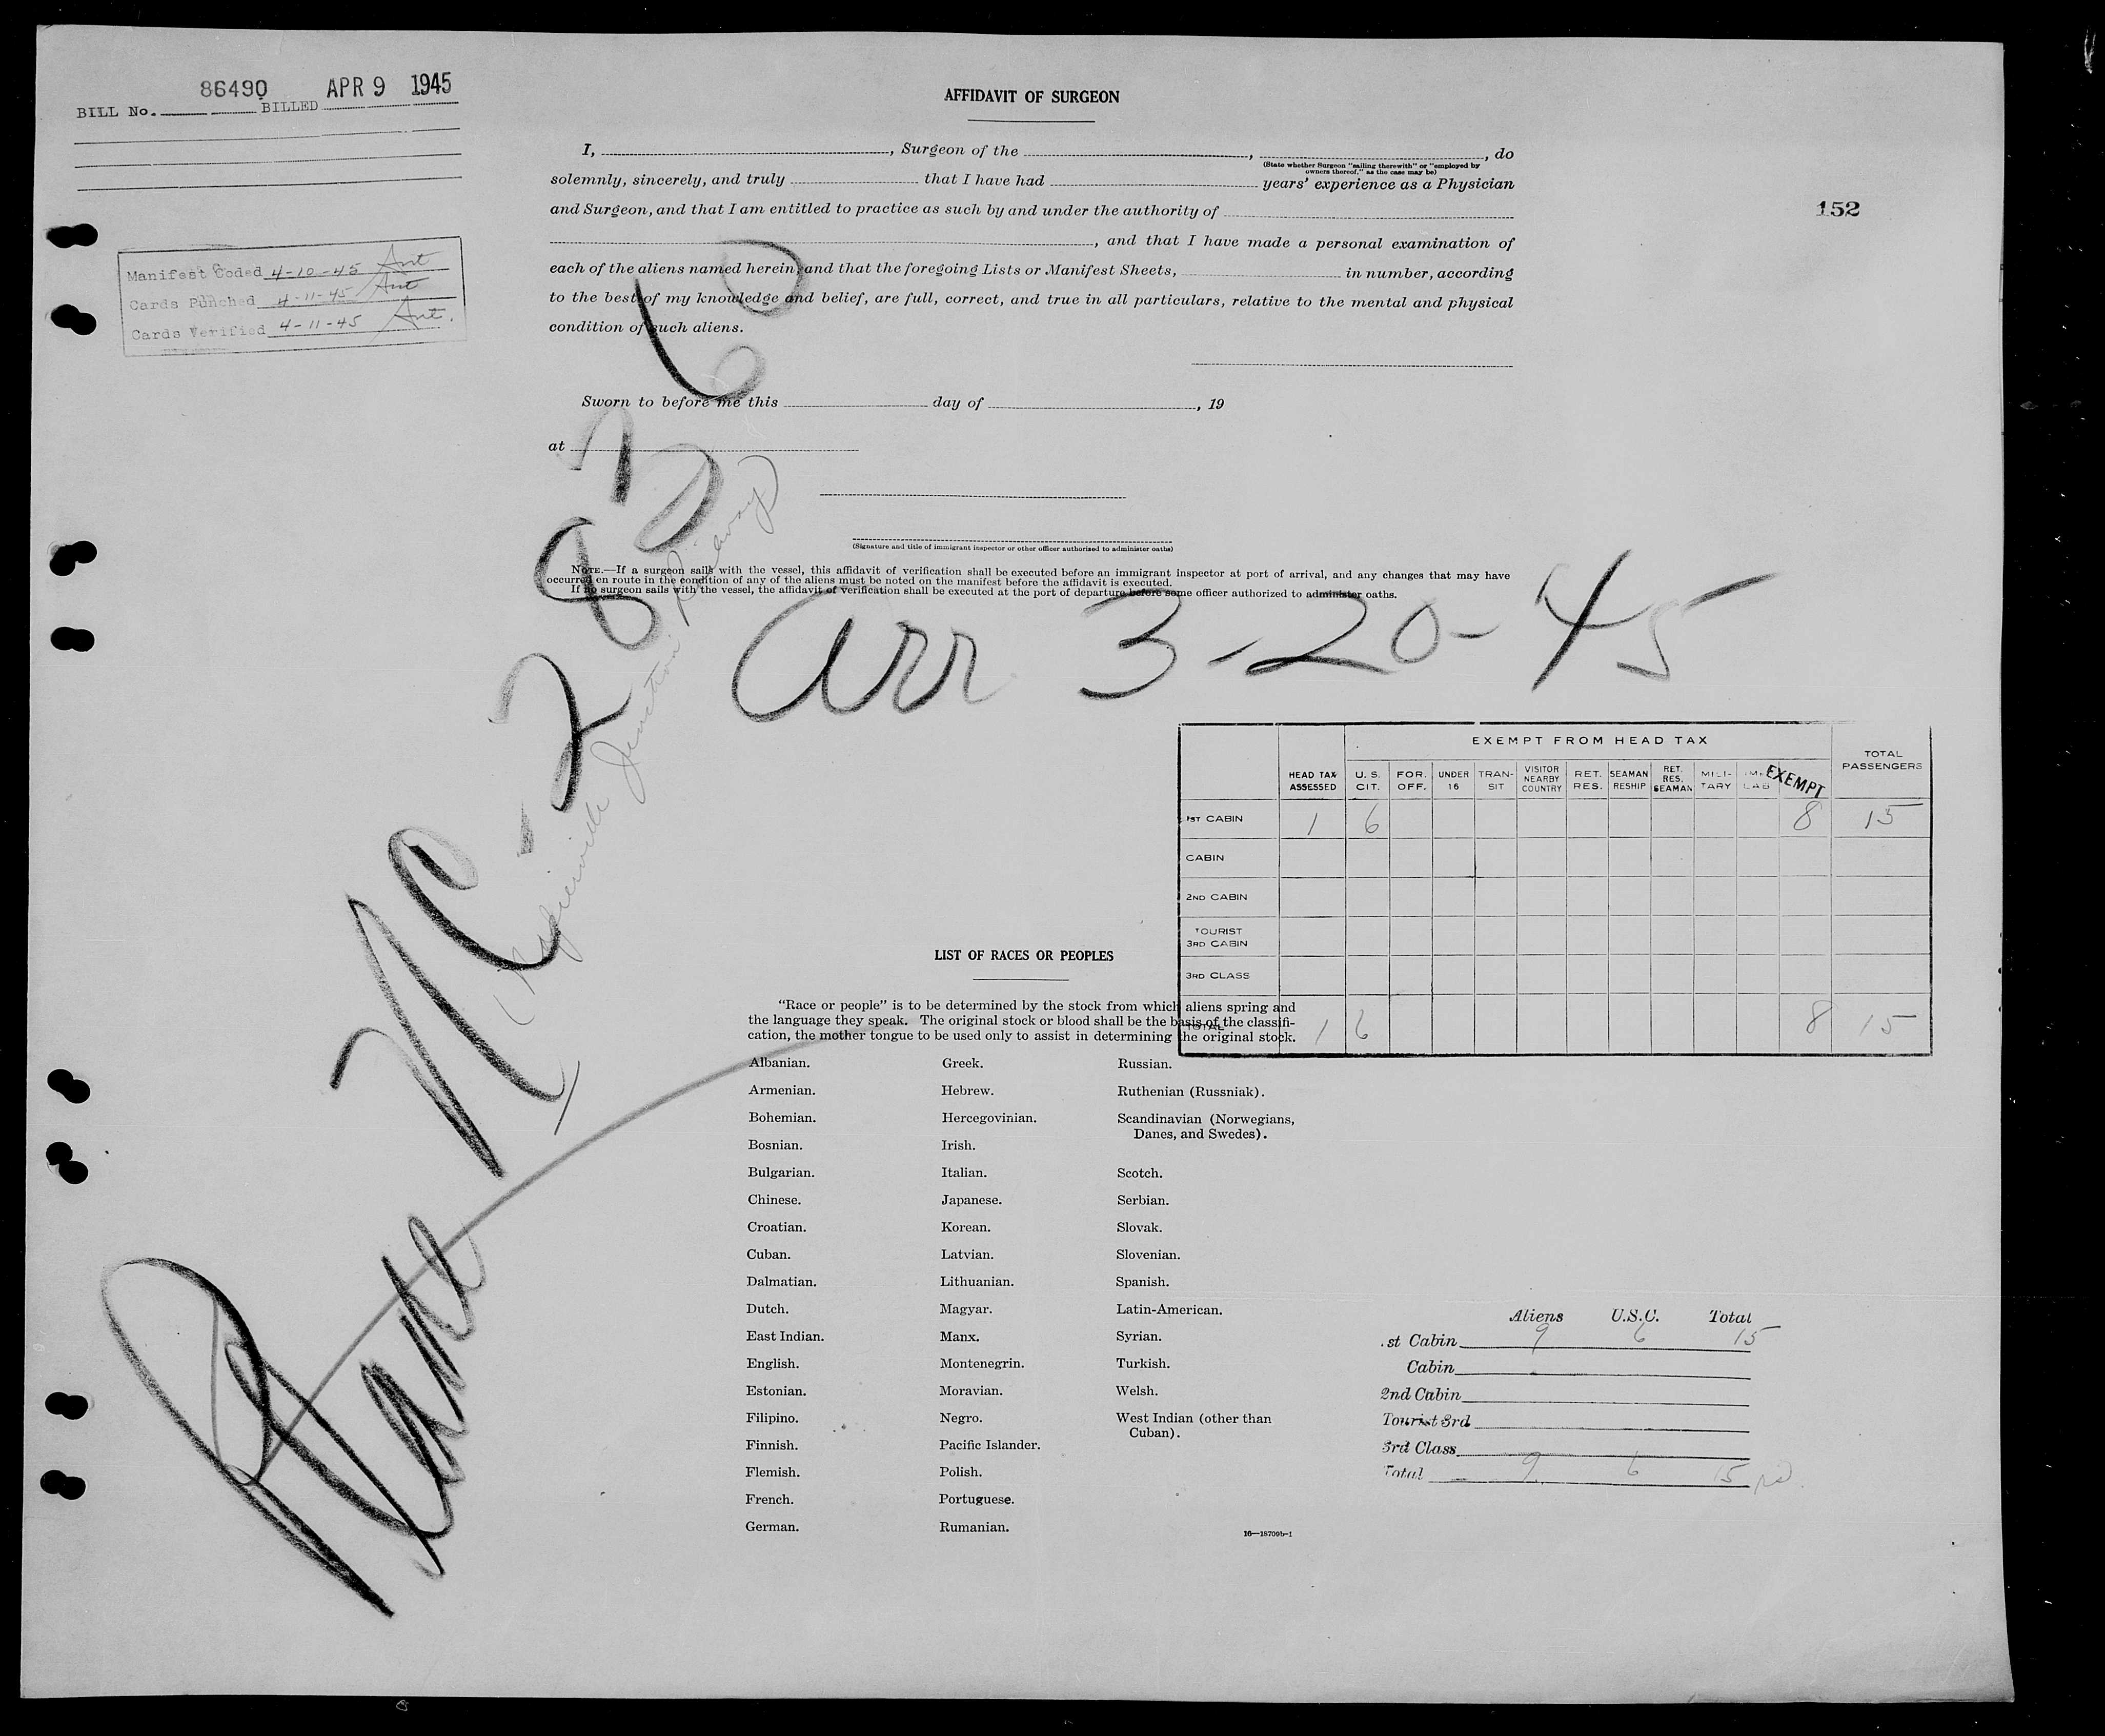 86490 APR 9 1945
BILL No. BILLED
AFFIDAVIT OF SURGEON
I, , Surgeon of the , , do
(State whether Surgeon "sailing therewith" or "employed by
owners thereof," as the case may be)
solemnly, sincerely, and truly that I have had years' experience as a Physician
and Surgeon, and that I am entitled to practice as such by and under the authority of
, and that I have made a personal examination of
each of the aliens named herein, and that the foregoing Lists or Manifest Sheets, in number, according
to the best of my knowledge and belief, are full, correct, and true in all particulars, relative to the mental and physical
condition of such aliens.
152
Manifest Coded 4-10-45 Ant
Cards Punched 4-11-45 Ant
Cards Verified 4-11-45 Ant.
Sworn to before me this day of , 19
at
(Signature and title of immigrant inspector or other officer authorized to administer oaths)
NOTE.—If a surgeon sails with the vessel, this affidavit of verification shall be executed before an immigrant inspector at port of arrival, and any changes that may have
occurred en route in the condition of any of the aliens must be noted on the manifest before the affidavit is executed.
If no surgeon sails with the vessel, the affidavit of verification shall be executed at the port of departure before some officer authorized to administer oaths.
arr 3-20-45
Plane NC-28
Junction
EXEMPT FROM HEAD TAX
HEAD TAX ASSESSED
U. S. CIT.
FOR. OFF.
UNDER 16
TRAN-SIT
VISITOR NEARBY COUNTRY
RET. RES.
SEAMAN RESHIP
RET. RES. SEAMAN
MILI-TARY
EXEMPT
TOTAL PASSENGERS
1ST CABIN 1 6 8 15
CABIN
2ND CABIN
TOURIST
3RD CABIN
3RD CLASS
TOTAL 1 6 8 15
LIST OF RACES OR PEOPLES
"Race or people" is to be determined by the stock from which aliens spring and
the language they speak. The original stock or blood shall be the basis of the classifi-
cation, the mother tongue to be used only to assist in determining the original stock.
Albanian.
Armenian.
Bohemian.
Bosnian.
Bulgarian.
Chinese.
Croatian.
Cuban.
Dalmatian.
Dutch.
East Indian.
English.
Estonian.
Filipino.
Finnish.
Flemish.
French.
German.
Greek.
Hebrew.
Hercegovinian.
Irish.
Italian.
Japanese.
Korean.
Latvian.
Lithuanian.
Magyar.
Manx.
Montenegrin.
Moravian.
Negro.
Pacific Islander.
Polish.
Portuguese.
Rumanian.
Russian.
Ruthenian (Russniak).
Scandinavian (Norwegians,
Danes, and Swedes).
Scotch.
Serbian.
Slovak.
Slovenian.
Spanish.
Latin-American.
Syrian.
Turkish.
Welsh.
West Indian (other than
Cuban).
16—18709b-1
Aliens U.S.C. Total
st Cabin 9 6 15
Cabin
2nd Cabin
Tourist 3rd
3rd Class
Total 9 6 15